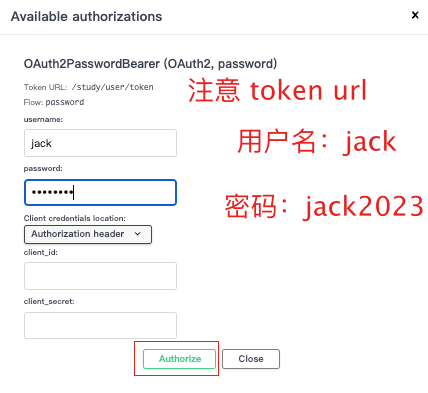 Available authorizations
×
OAuth2PasswordBearer (OAuth2, password)
Token URL: /study/user/token
注意 token url
Flow: password
username:
jack
用户名：jack
password:
••••••••
密码：jack2023
Client credentials location:
Authorization header
client_id:
client_secret:
Authorize
Close